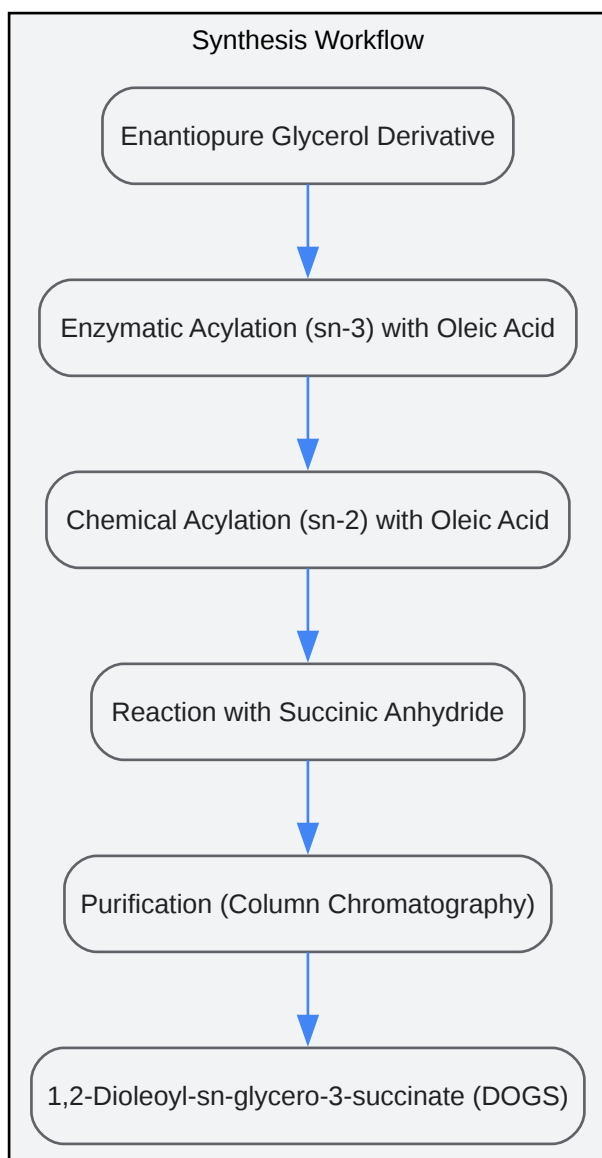 Synthesis Workflow
Enantiopure Glycerol Derivative
Enzymatic Acylation (sn-3) with Oleic Acid
Chemical Acylation (sn-2) with Oleic Acid
Reaction with Succinic Anhydride
Purification (Column Chromatography)
1,2-Dioleoyl-sn-glycero-3-succinate (DOGS)